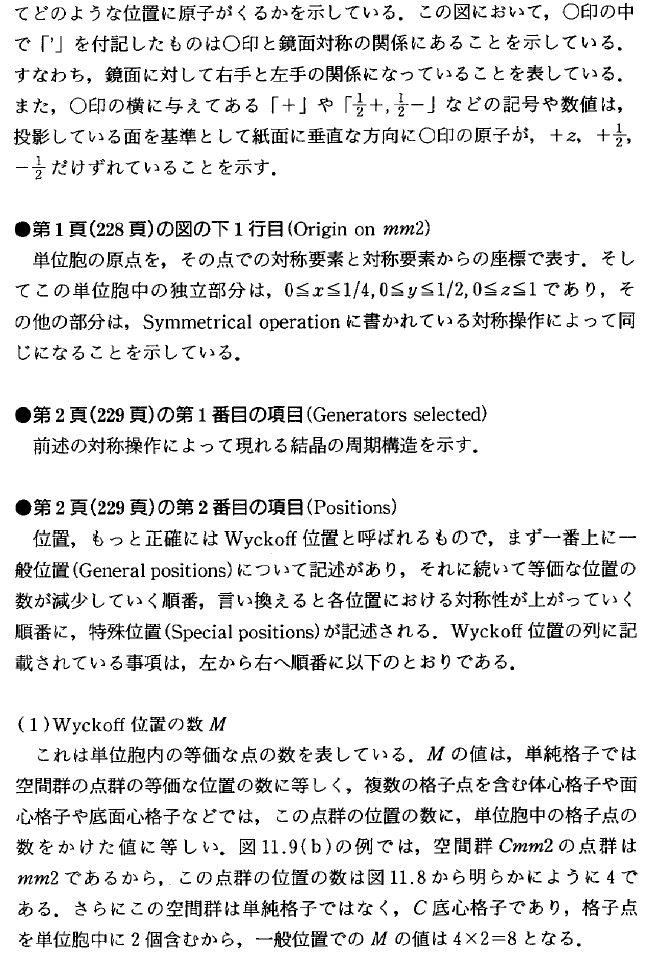 てどのような位置に原子がくるかを示している．この図において，○印の中
で「'」を付記したものは○印と鏡面対称の関係にあることを示している．
すなわち，鏡面に対して右手と左手の関係になっていることを表している．
また，○印の横に与えてある「＋」や「½＋,½－」などの記号や数値は，
投影している面を基準として紙面に垂直な方向に○印の原子が，＋z，＋½，
－½だけずれていることを示す．
●第1頁(228頁)の図の下1行目(Origin on mm2)
単位胞の原点を，その点での対称要素と対称要素からの座標で表す．そし
てこの単位胞中の独立部分は，0≦x≦1/4,0≦y≦1/2,0≦z≦1であり，そ
の他の部分は，Symmetrical operationに書かれている対称操作によって同
じになることを示している．
●第2頁(229頁)の第1番目の項目(Generators selected)
前述の対称操作によって現れる結晶の周期構造を示す．
●第2頁(229頁)の第2番目の項目(Positions)
位置，もっと正確にはWyckoff位置と呼ばれるもので，まず一番上に一
般位置(General positions)について記述があり，それに続いて等価な位置の
数が減少していく順番，言い換えると各位置における対称性が上がっていく
順番に，特殊位置(Special positions)が記述される．Wyckoff位置の列に記
載されている事項は，左から右へ順番に以下のとおりである．
(1)Wyckoff位置の数M
これは単位胞内の等価な点の数を表している．Mの値は，単純格子では
空間群の点群の等価な位置の数に等しく，複数の格子点を含む体心格子や面
心格子や底面心格子などでは，この点群の位置の数に，単位胞中の格子点の
数をかけた値に等しい．図11.9(b)の例では，空間群Cmm2の点群は
mm2であるから，この点群の位置の数は図11.8から明らかにように4で
ある．さらにこの空間群は単純格子ではなく，C底心格子であり，格子点
を単位胞中に2個含むから，一般位置でのMの値は4×2=8となる．